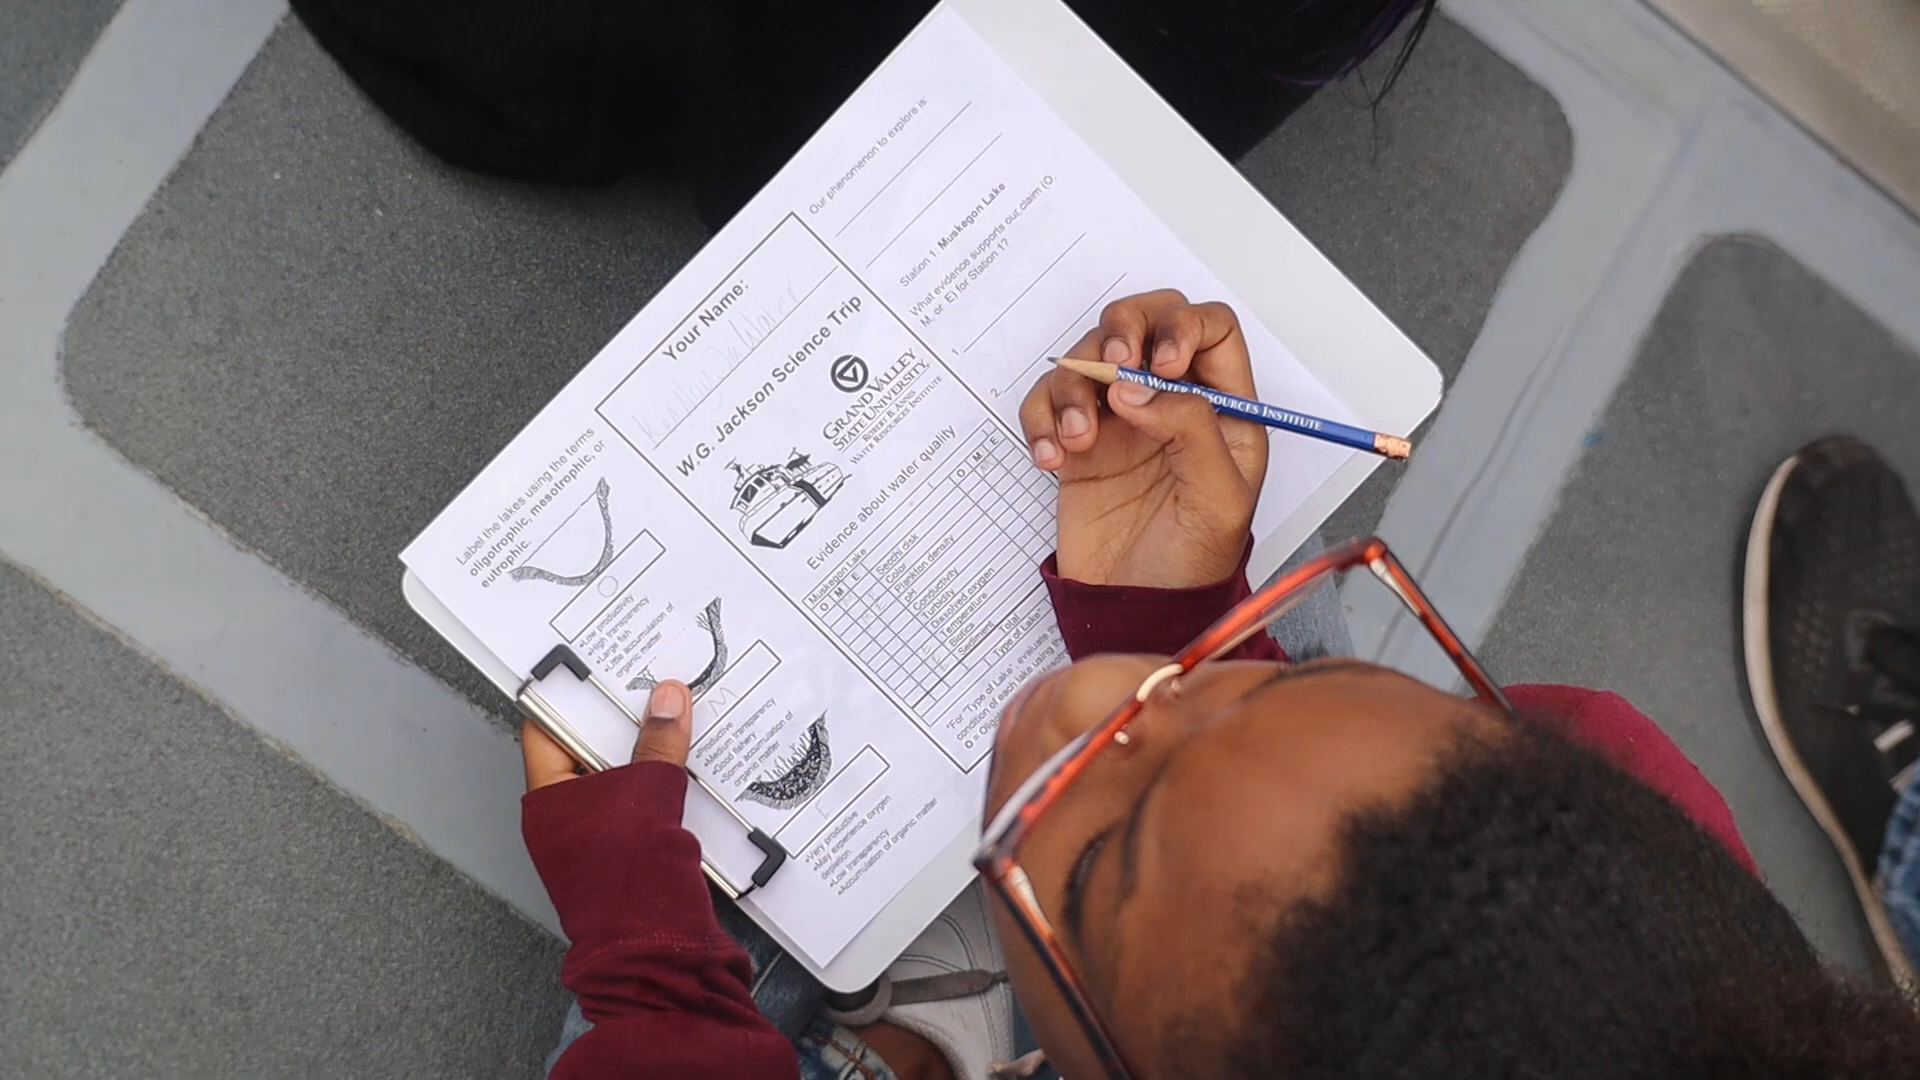 Label the lakes using the terms
oligotrophic, mesotrophic, or
eutrophic.
O
•Low productivity
•High transparency
•Large fish
•Little accumulation of
organic matter
M
•Productive
•Medium transparency
•Good fishery
•Some accumulation of
organic matter
E
•Very productive
•May experience oxygen
depletion
•Low transparency
•Accumulation of organic matter
Your Name:
W.G. Jackson Science Trip
GRAND VALLEY
STATE UNIVERSITY
ROBERT B. ANNIS
WATER RESOURCES INSTITUTE
Evidence about water quality
Muskegon Lake
O M E
O M E
Secchi disk
Color
Plankton density
pH
Conductivity
Turbidity
Dissolved oxygen
Temperature
Biotics
Sediment
Total
Type of Lake*
*For "Type of Lake", evaluate
condition of each lake using
O =
Our phenomenon to explore is:
Station 1: Muskegon Lake
What evidence supports our claim (O,
M, or E) for Station 1?
1.
2.
NNIS WATER RESOURCES INSTITUTE